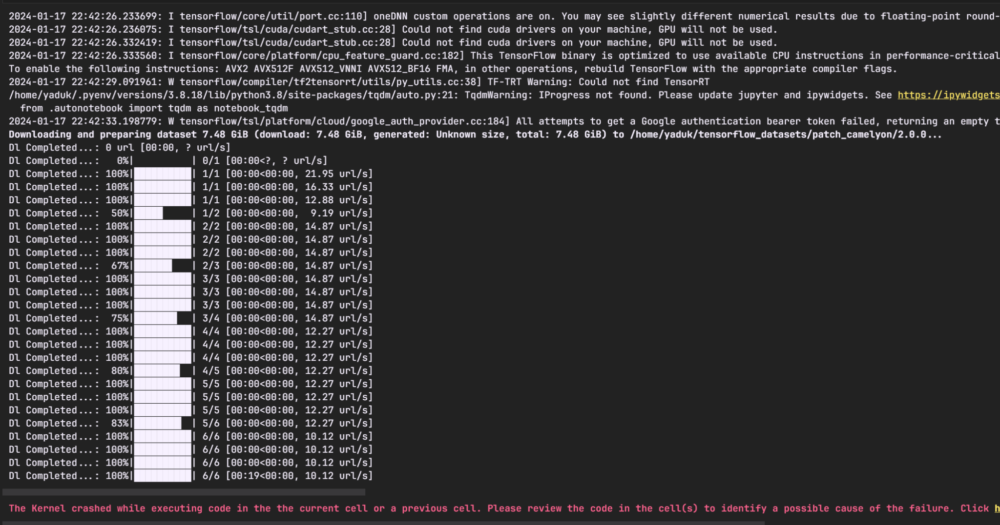 2024-01-17 22:42:26.233699: I tensorflow/core/util/port.cc:110] oneDNN custom operations are on. You may see slightly different numerical results due to floating-point round-
2024-01-17 22:42:26.236075: I tensorflow/tsl/cuda/cudart_stub.cc:28] Could not find cuda drivers on your machine, GPU will not be used.
2024-01-17 22:42:26.332419: I tensorflow/tsl/cuda/cudart_stub.cc:28] Could not find cuda drivers on your machine, GPU will not be used.
2024-01-17 22:42:26.333560: I tensorflow/core/platform/cpu_feature_guard.cc:182] This TensorFlow binary is optimized to use available CPU instructions in performance-critical
To enable the following instructions: AVX2 AVX512F AVX512_VNNI AVX512_BF16 FMA, in other operations, rebuild TensorFlow with the appropriate compiler flags.
2024-01-17 22:42:29.091961: W tensorflow/compiler/tf2tensorrt/utils/py_utils.cc:38] TF-TRT Warning: Could not find TensorRT
/home/yaduk/.pyenv/versions/3.8.18/lib/python3.8/site-packages/tqdm/auto.py:21: TqdmWarning: IProgress not found. Please update jupyter and ipywidgets. See https://ipywidgets
from .autonotebook import tqdm as notebook_tqdm
2024-01-17 22:42:33.198779: W tensorflow/tsl/platform/cloud/google_auth_provider.cc:184] All attempts to get a Google authentication bearer token failed, returning an empty t
Downloading and preparing dataset 7.48 GiB (download: 7.48 GiB, generated: Unknown size, total: 7.48 GiB) to /home/yaduk/tensorflow_datasets/patch_camelyon/2.0.0...
Dl Completed...: 0 url [00:00, ? url/s]
Dl Completed...:   0%|          | 0/1 [00:00<?, ? url/s]
Dl Completed...: 100%|██████████| 1/1 [00:00<00:00, 21.95 url/s]
Dl Completed...: 100%|██████████| 1/1 [00:00<00:00, 16.33 url/s]
Dl Completed...: 100%|██████████| 1/1 [00:00<00:00, 12.88 url/s]
Dl Completed...:  50%|█████     | 1/2 [00:00<00:00,  9.19 url/s]
Dl Completed...: 100%|██████████| 2/2 [00:00<00:00, 14.87 url/s]
Dl Completed...: 100%|██████████| 2/2 [00:00<00:00, 14.87 url/s]
Dl Completed...: 100%|██████████| 2/2 [00:00<00:00, 14.87 url/s]
Dl Completed...:  67%|██████▋   | 2/3 [00:00<00:00, 14.87 url/s]
Dl Completed...: 100%|██████████| 3/3 [00:00<00:00, 14.87 url/s]
Dl Completed...: 100%|██████████| 3/3 [00:00<00:00, 14.87 url/s]
Dl Completed...: 100%|██████████| 3/3 [00:00<00:00, 14.87 url/s]
Dl Completed...:  75%|███████▌  | 3/4 [00:00<00:00, 14.87 url/s]
Dl Completed...: 100%|██████████| 4/4 [00:00<00:00, 12.27 url/s]
Dl Completed...: 100%|██████████| 4/4 [00:00<00:00, 12.27 url/s]
Dl Completed...: 100%|██████████| 4/4 [00:00<00:00, 12.27 url/s]
Dl Completed...:  80%|████████  | 4/5 [00:00<00:00, 12.27 url/s]
Dl Completed...: 100%|██████████| 5/5 [00:00<00:00, 12.27 url/s]
Dl Completed...: 100%|██████████| 5/5 [00:00<00:00, 12.27 url/s]
Dl Completed...: 100%|██████████| 5/5 [00:00<00:00, 12.27 url/s]
Dl Completed...:  83%|████████▎ | 5/6 [00:00<00:00, 12.27 url/s]
Dl Completed...: 100%|██████████| 6/6 [00:00<00:00, 10.12 url/s]
Dl Completed...: 100%|██████████| 6/6 [00:00<00:00, 10.12 url/s]
Dl Completed...: 100%|██████████| 6/6 [00:00<00:00, 10.12 url/s]
Dl Completed...: 100%|██████████| 6/6 [00:19<00:00, 10.12 url/s]
The Kernel crashed while executing code in the the current cell or a previous cell. Please review the code in the cell(s) to identify a possible cause of the failure. Click h